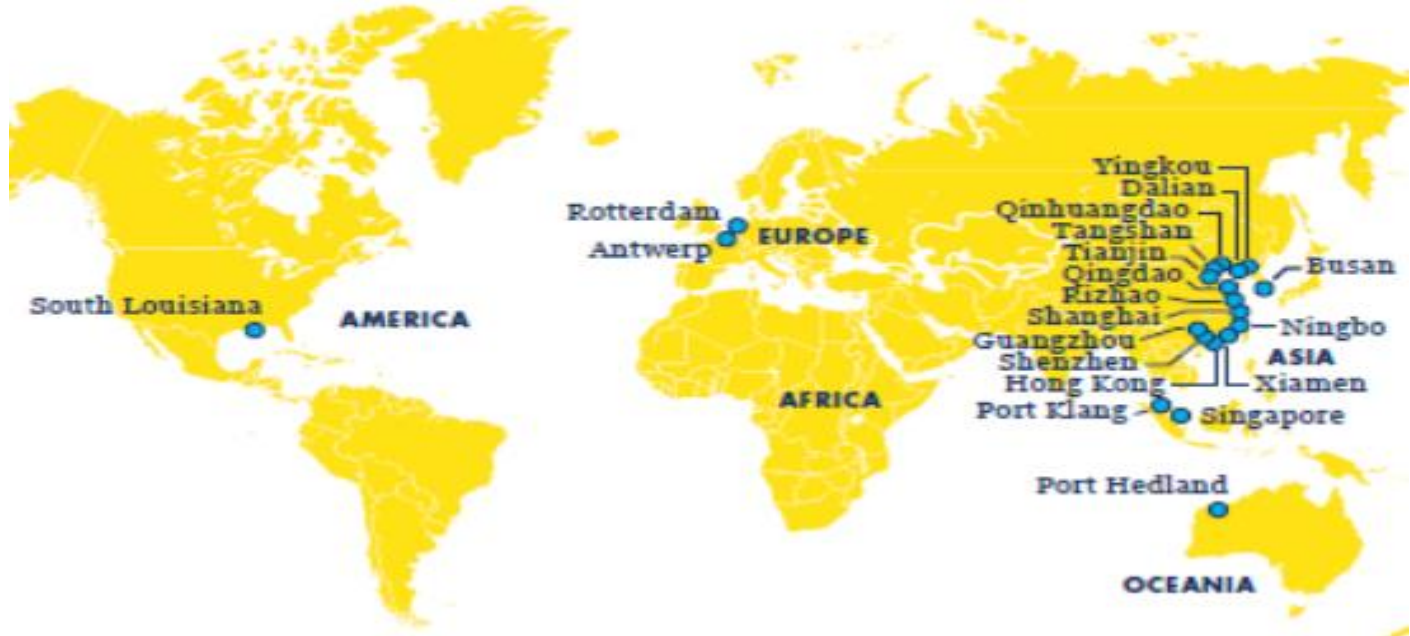 Yingkou
Dalian
Qinhuangdao
Rotterdam
Tangshan
EUROPE
Antwerp
Tianjin
Qingdao
Busan
Rizhao
South Louisiana
AMERICA
Shanghai
Ningbo
Guangzhou
ASIA
Shenzhen
Hong Kong
Xiamen
AFRICA
Port Klang
Singapore
Port Hedland
OCEANIA